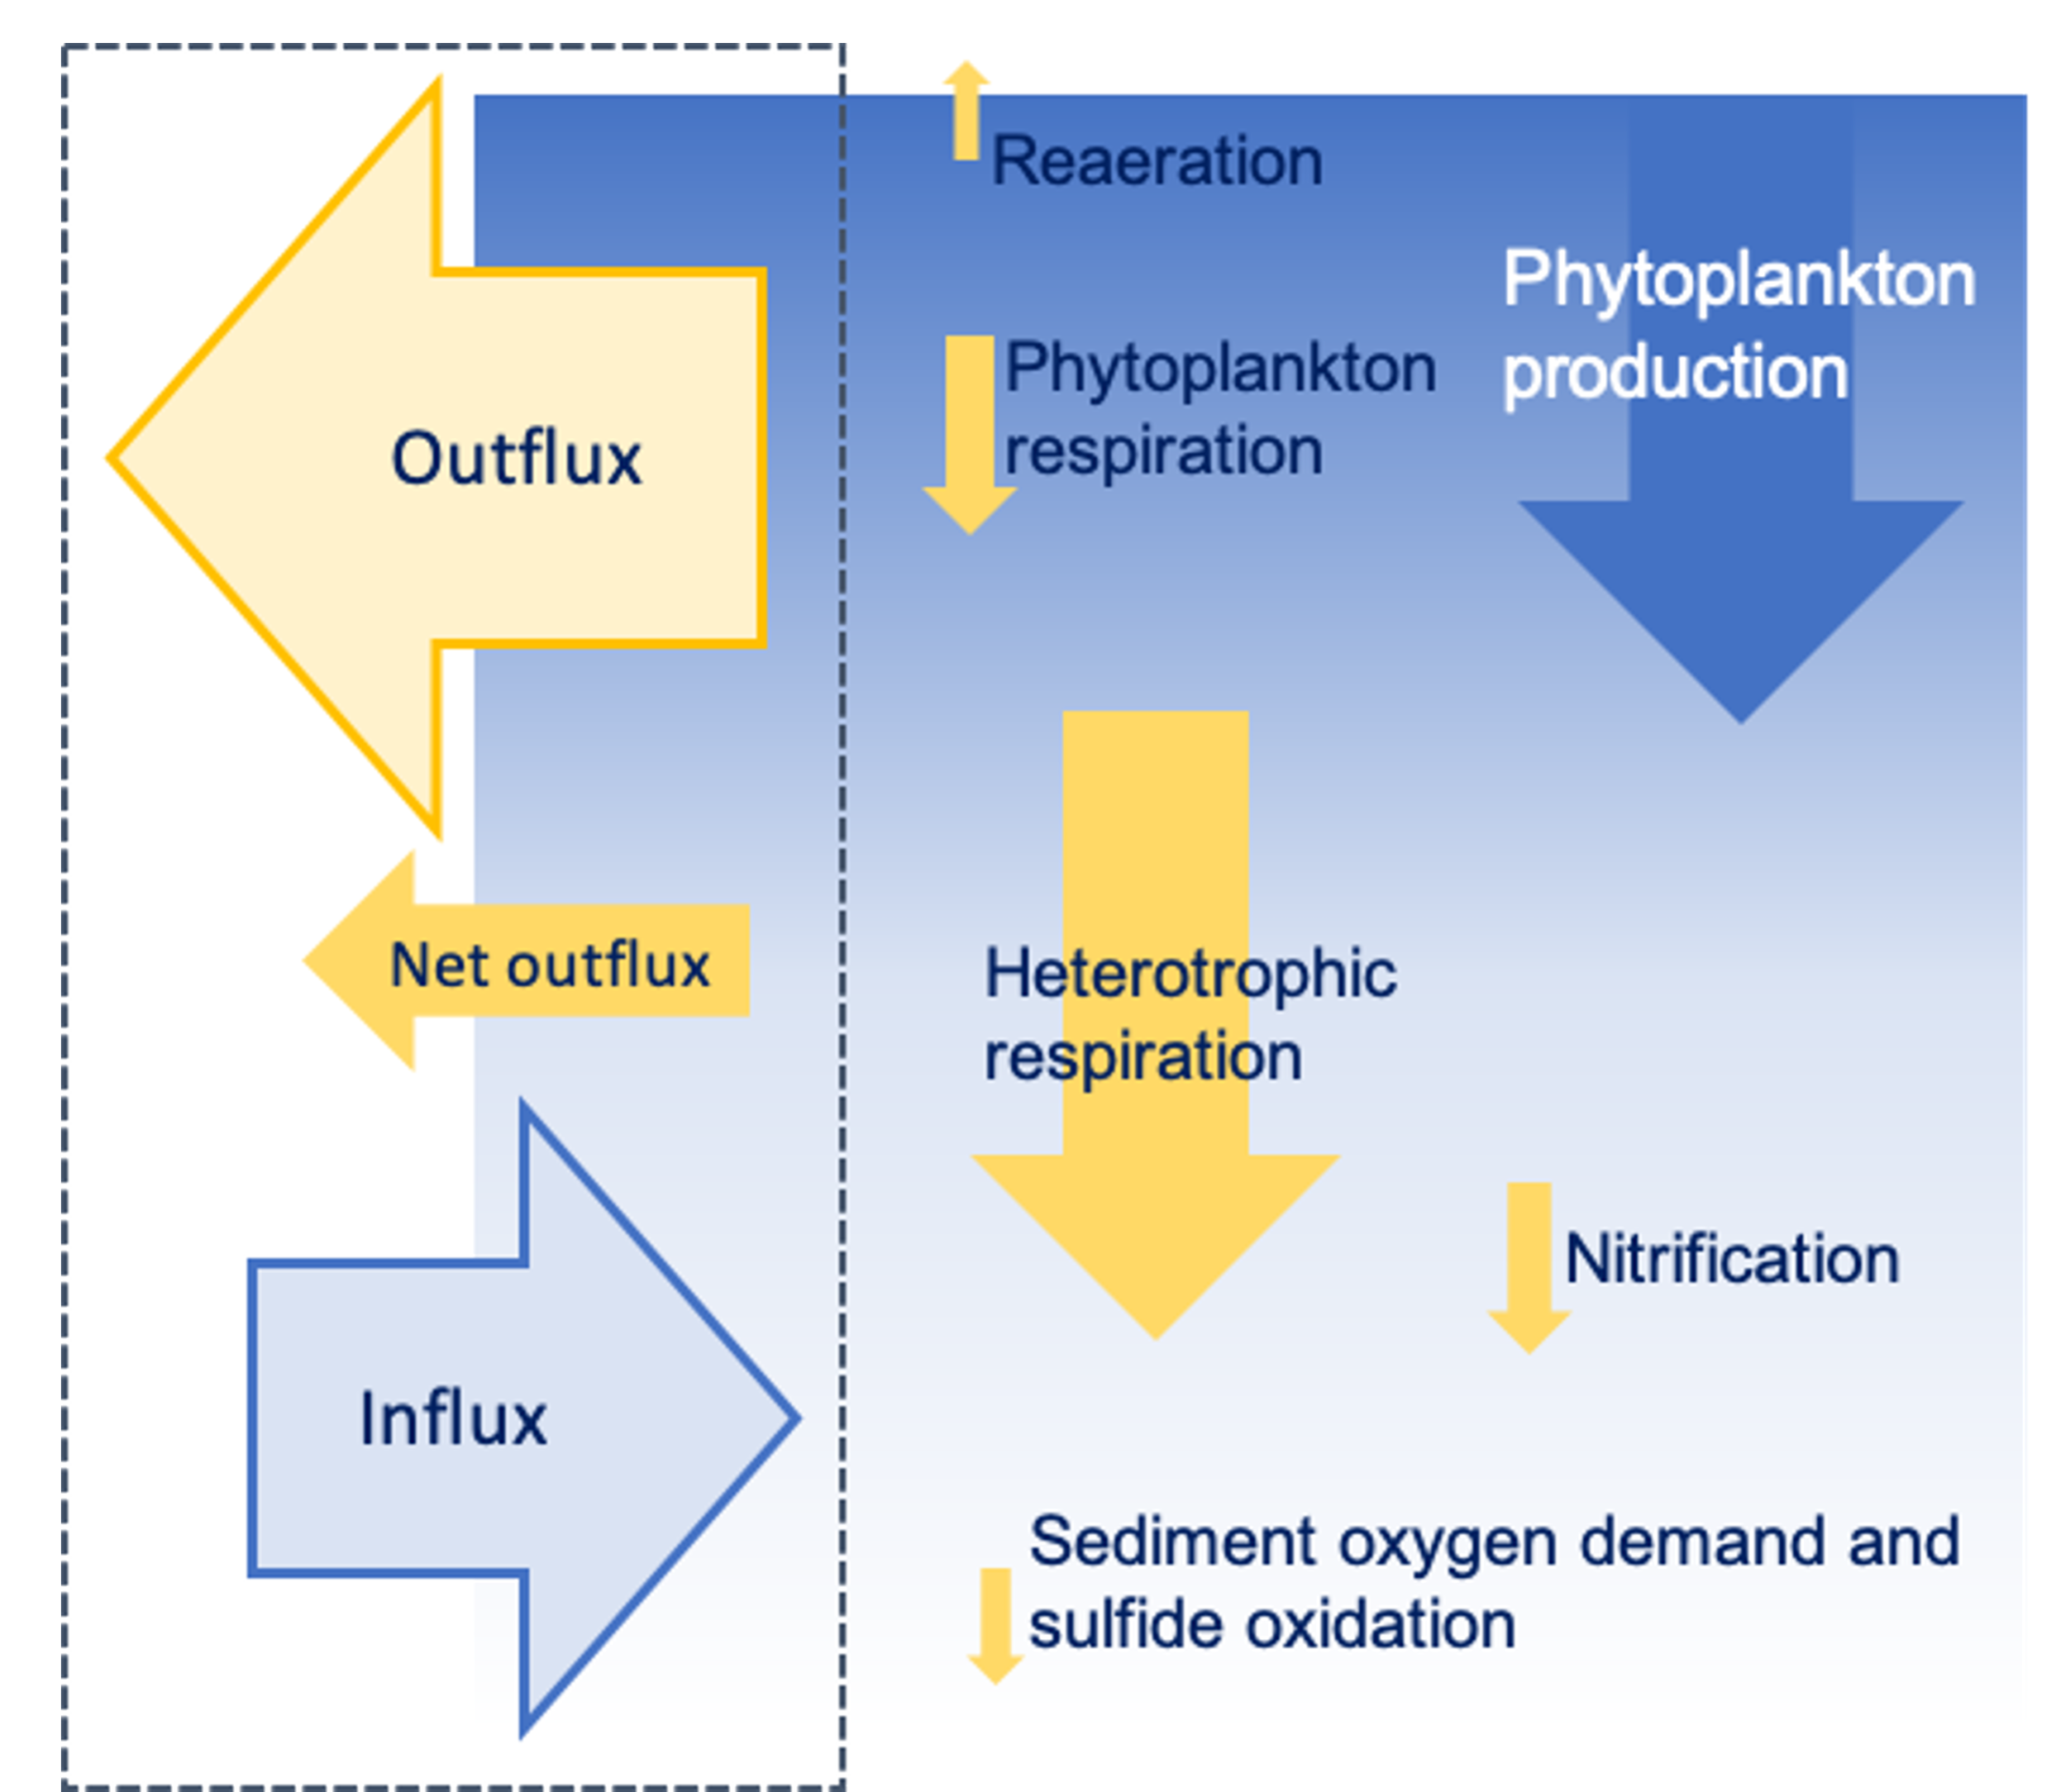 Reaeration
Phytoplankton
production
Phytoplankton
respiration
Outflux
Net outflux
Heterotrophic
respiration
Nitrification
Influx
Sediment oxygen demand and
sulfide oxidation